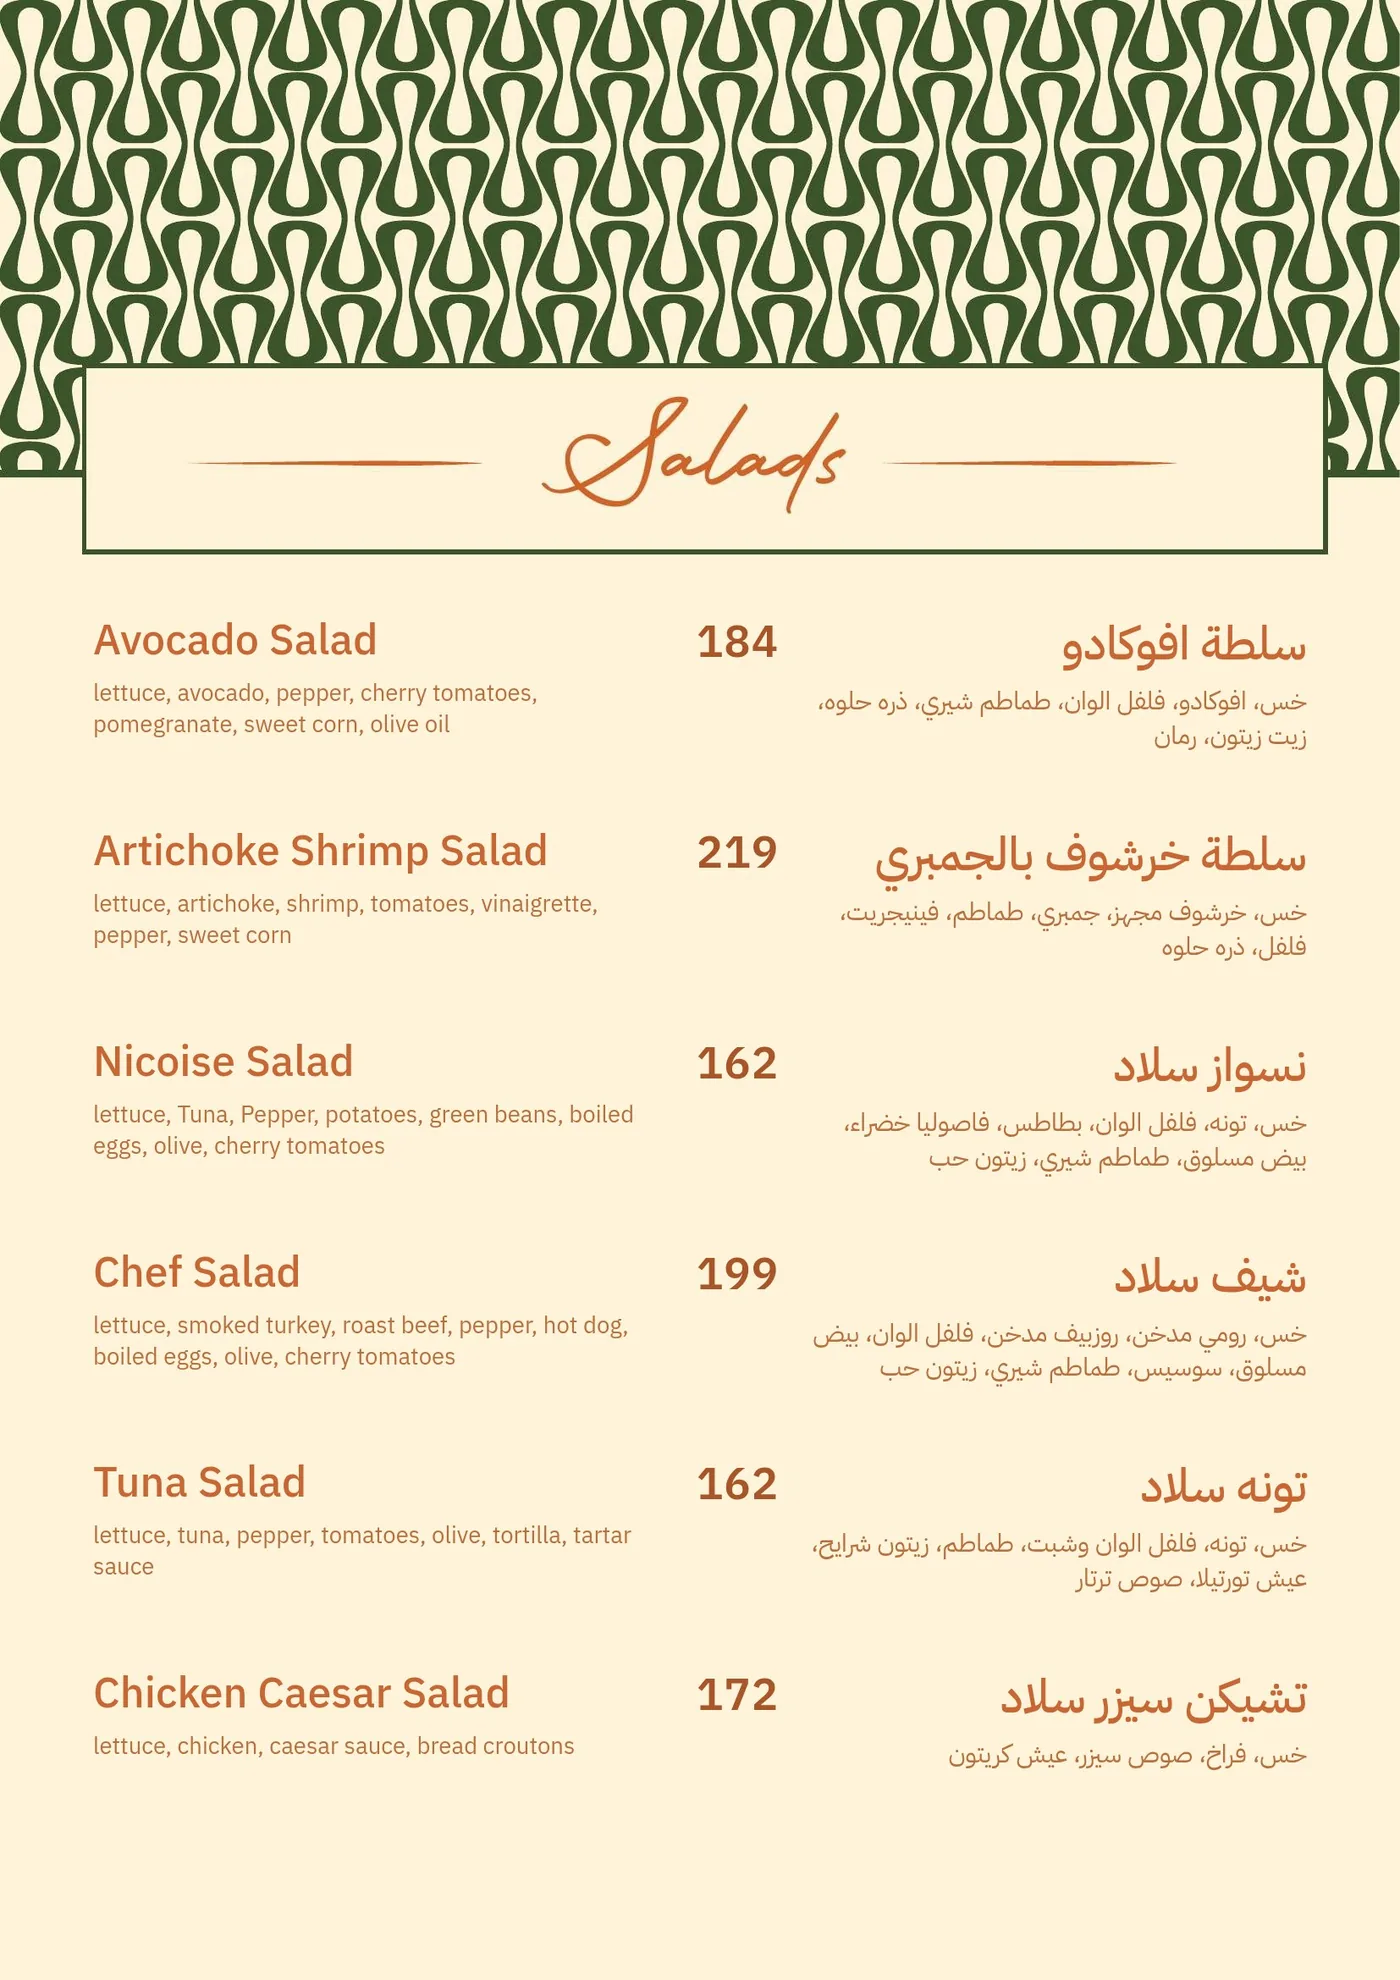 Salads
Avocado Salad
184
سلطة افوكادو
lettuce, avocado, pepper, cherry tomatoes,
pomegranate, sweet corn, olive oil
خس، افوكادو، فلفل الوان، طماطم شيري، ذره حلوه،
زيت زيتون، رمان
Artichoke Shrimp Salad
219
سلطة خرشوف بالجمبري
lettuce, artichoke, shrimp, tomatoes, vinaigrette,
pepper, sweet corn
خس، خرشوف مجهز، جمبري، طماطم، فينيجريت،
فلفل، ذره حلوه
Nicoise Salad
162
نسواز سلاد
lettuce, Tuna, Pepper, potatoes, green beans, boiled
eggs, olive, cherry tomatoes
خس، تونه، فلفل الوان، بطاطس، فاصوليا خضراء،
بيض مسلوق، طماطم شيري، زيتون حب
Chef Salad
199
شيف سلاد
lettuce, smoked turkey, roast beef, pepper, hot dog,
boiled eggs, olive, cherry tomatoes
خس، رومي مدخن، روزبيف مدخن، فلفل الوان، بيض
مسلوق، سوسيس، طماطم شيري، زيتون حب
Tuna Salad
162
تونه سلاد
lettuce, tuna, pepper, tomatoes, olive, tortilla, tartar
sauce
خس، تونه، فلفل الوان وشبت، طماطم، زيتون شرايح،
عيش تورتيلا، صوص ترتار
Chicken Caesar Salad
172
تشيكن سيزر سلاد
lettuce, chicken, caesar sauce, bread croutons
خس، فراخ، صوص سيزر، عيش كريتون